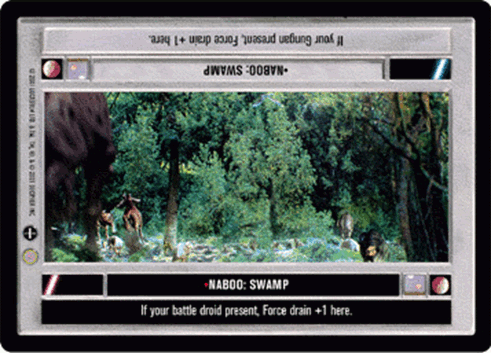 If your Gungan present, Force drain +1 here.
•NABOO: SWAMP
•NABOO: SWAMP
If your battle droid present, Force drain +1 here.